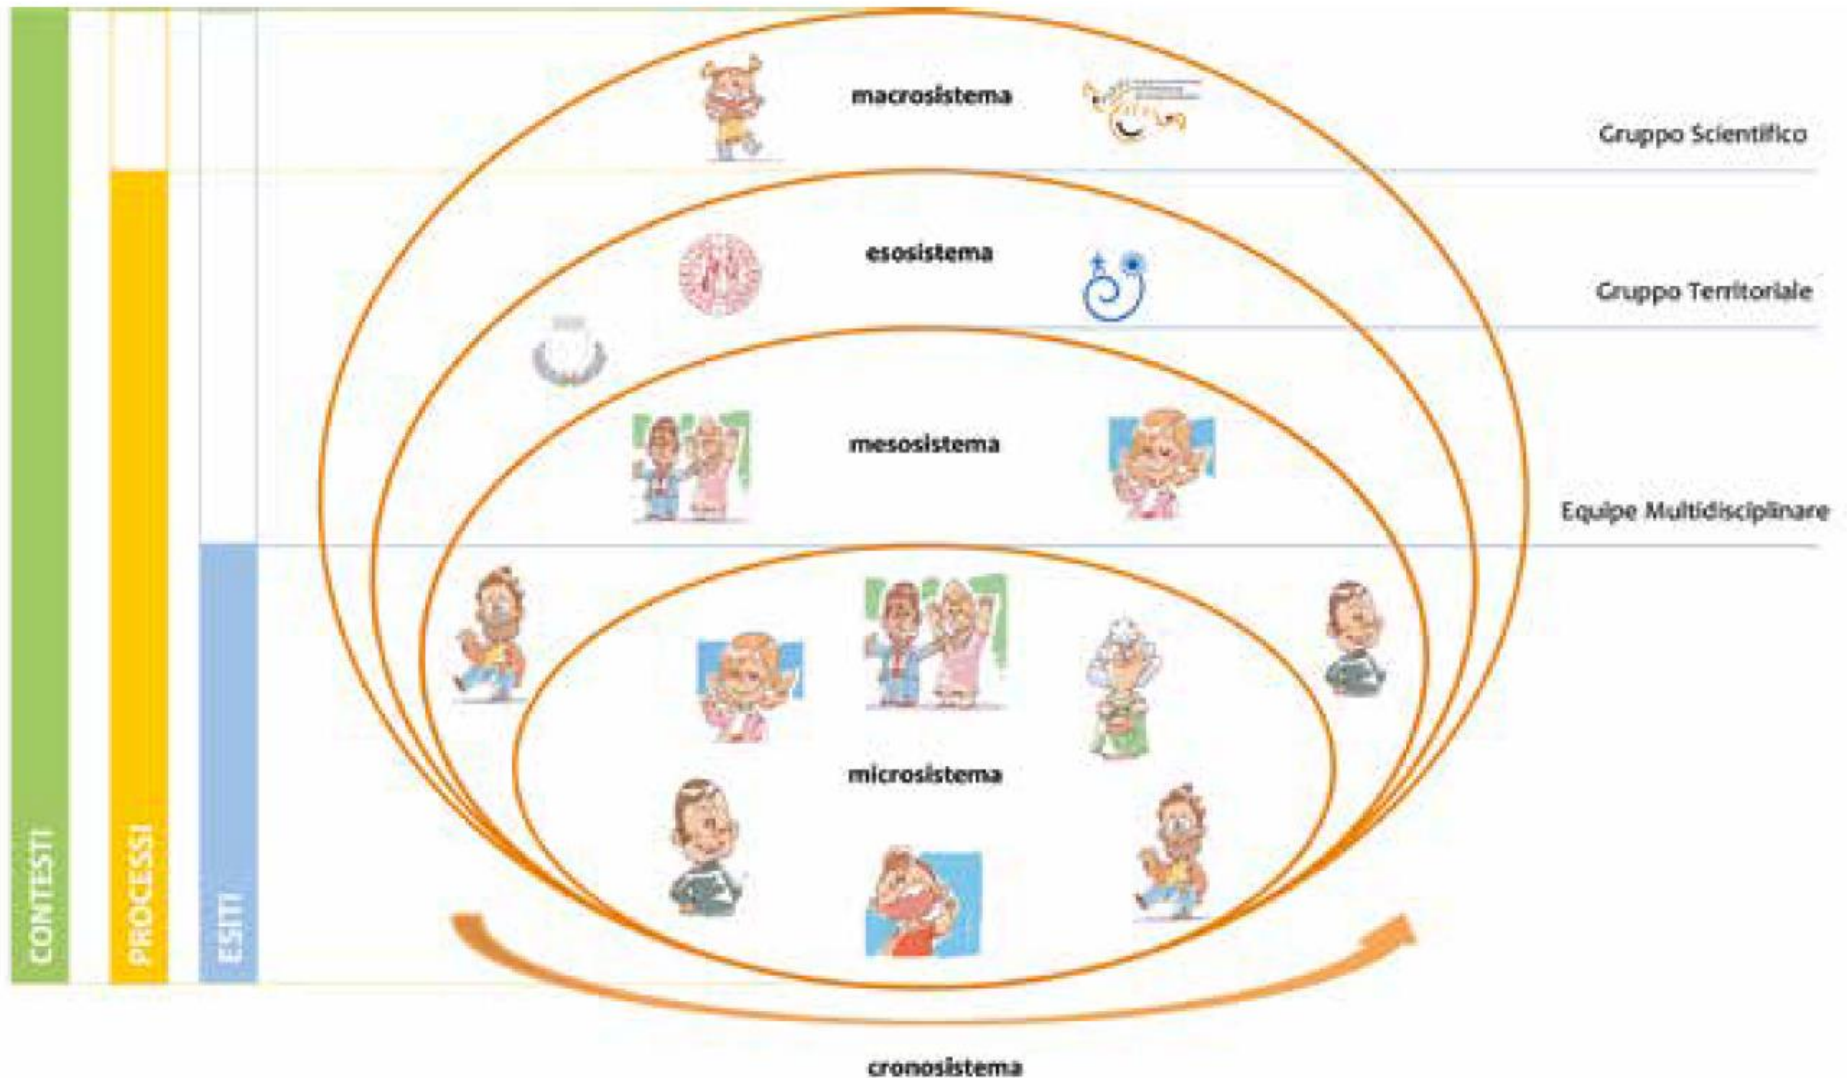 macrosistema
Gruppo Scientifico
esosistema
Gruppo Territoriale
mesosistema
Equipe Multidisciplinare
microsistema
CONTESTI
PROCESSI
ESITI
cronosistema